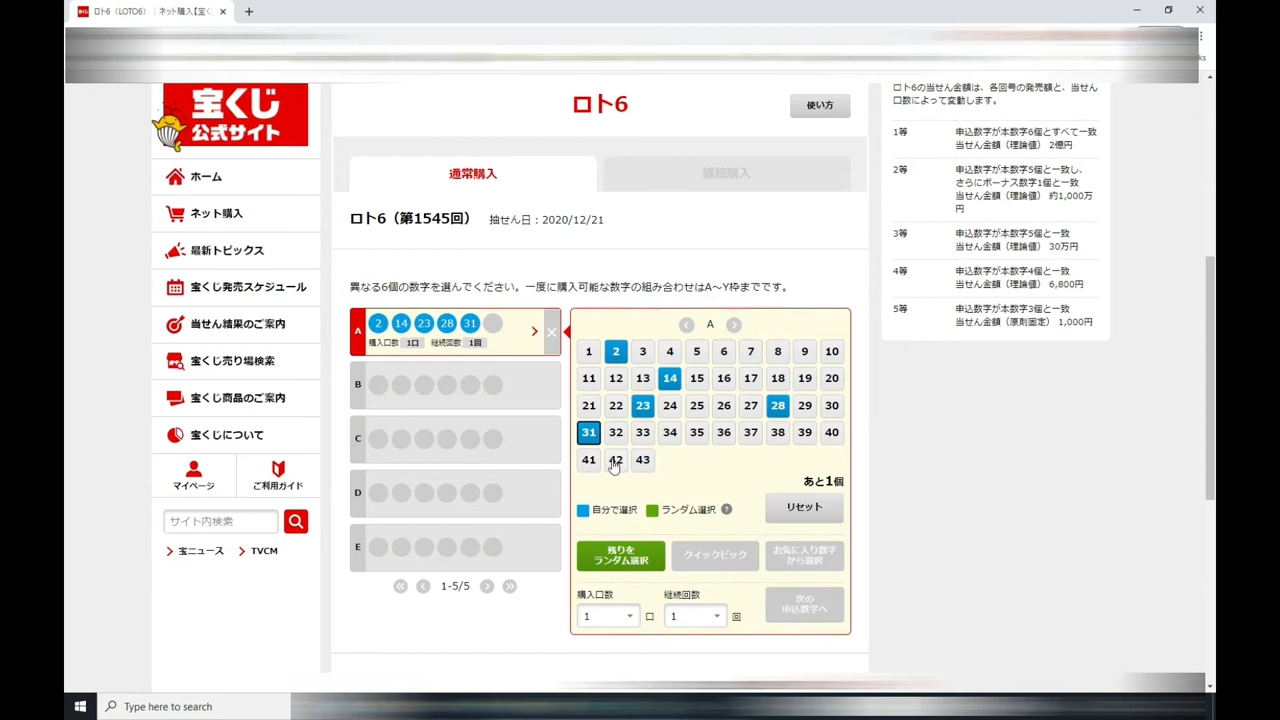 ロト6（LOTO6）｜ネット購入【宝く
宝くじ
公式サイト
ホーム
ネット購入
最新トピックス
宝くじ発売スケジュール
当せん結果のご案内
宝くじ売り場検索
宝くじ商品のご案内
宝くじについて
マイページ
ご利用ガイド
サイト内検索
宝ニュース
TVCM
ロト6
使い方
通常購入
継続購入
ロト6（第1545回）
抽せん日：2020/12/21
異なる6個の数字を選んでください。一度に購入可能な数字の組み合わせはA～Y枠までです。
A
2 14 23 28 31
購入口数 1口 継続回数 1回
B
C
D
E
1-5/5
A
1 2 3 4 5 6 7 8 9 10
11 12 13 14 15 16 17 18 19 20
21 22 23 24 25 26 27 28 29 30
31 32 33 34 35 36 37 38 39 40
41 42 43
あと1個
自分で選択
ランダム選択
?
リセット
残りを
ランダム選択
クイックピック
お気に入り数字
から選択
購入口数
継続回数
1 口
1 回
次の
申込数字へ
ロト6の当せん金額は、各回号の発売額と、当せん
口数によって変動します。
1等
申込数字が本数字6個とすべて一致
当せん金額（理論値） 2億円
2等
申込数字が本数字5個と一致し、
さらにボーナス数字1個と一致
当せん金額（理論値） 約1,000万
円
3等
申込数字が本数字5個と一致
当せん金額（理論値） 30万円
4等
申込数字が本数字4個と一致
当せん金額（理論値） 6,800円
5等
申込数字が本数字3個と一致
当せん金額（原則固定） 1,000円
Type here to search